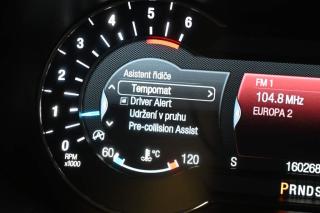 0 1 2 3 4 5 6
Asistent řidiče
Tempomat
Driver Alert
Udržení v pruhu
Pre-collision Assist
FM 1
104.8 MHz
EUROPA 2
RPM
x1000
60 °C 120
S
160268
PRNDS